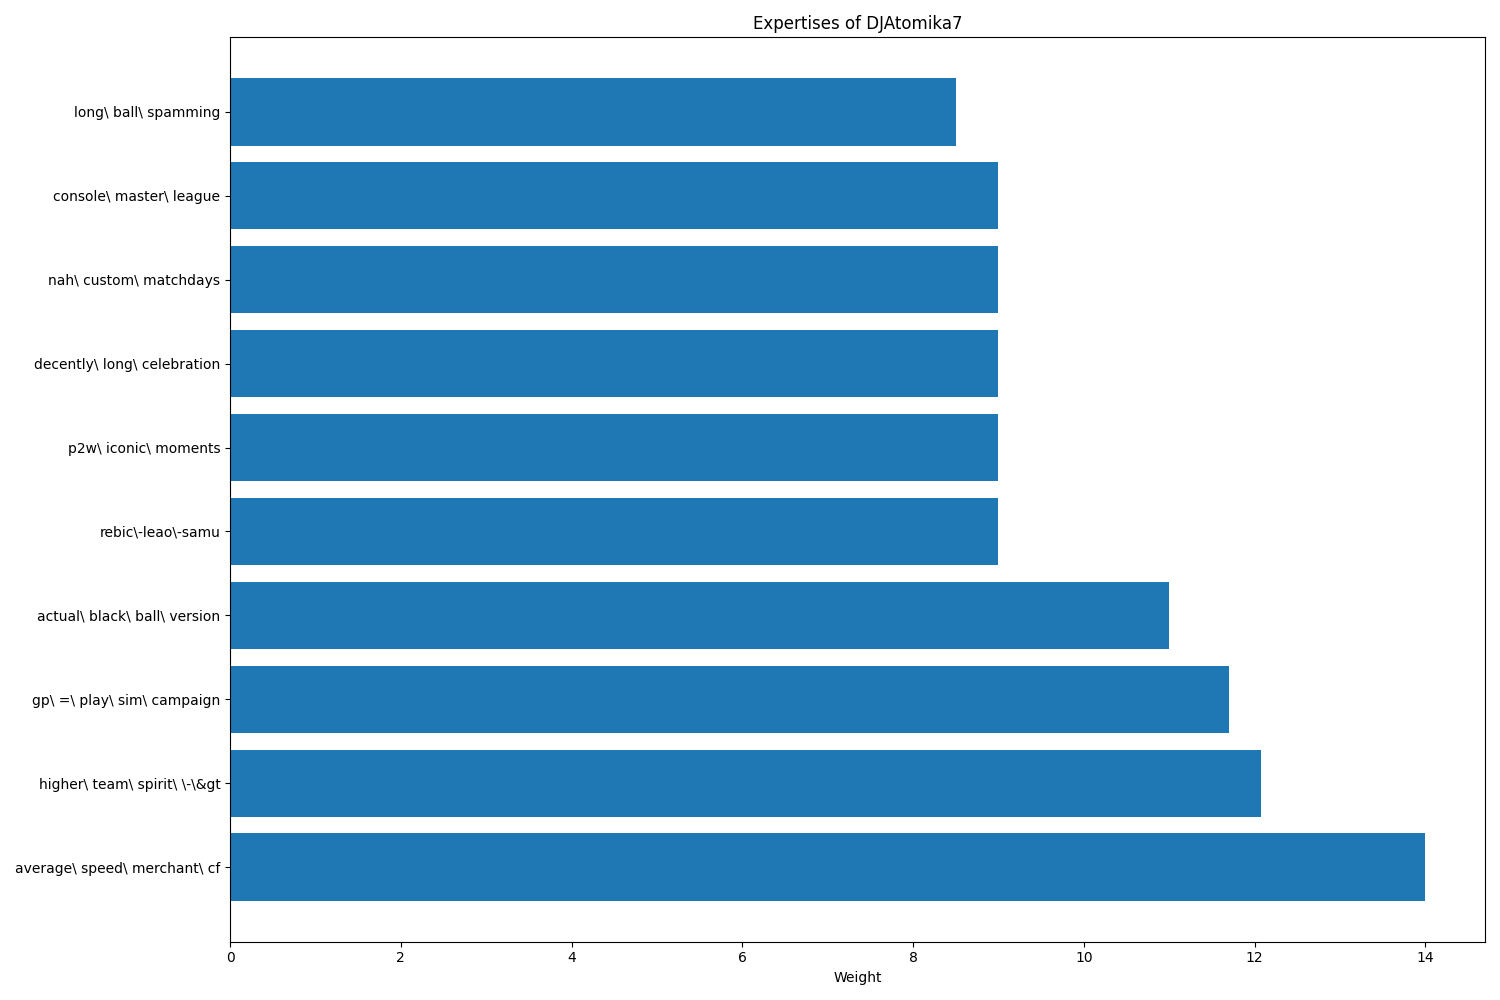 Expertises of DJAtomika7
long\ ball\ spamming
console\ master\ league
nah\ custom\ matchdays
decently\ long\ celebration
p2w\ iconic\ moments
rebic\-leao\-samu
actual\ black\ ball\ version
gp\ =\ play\ sim\ campaign
higher\ team\ spirit\ \-\&gt
average\ speed\ merchant\ cf
0 2 4 6 8 10 12 14
Weight